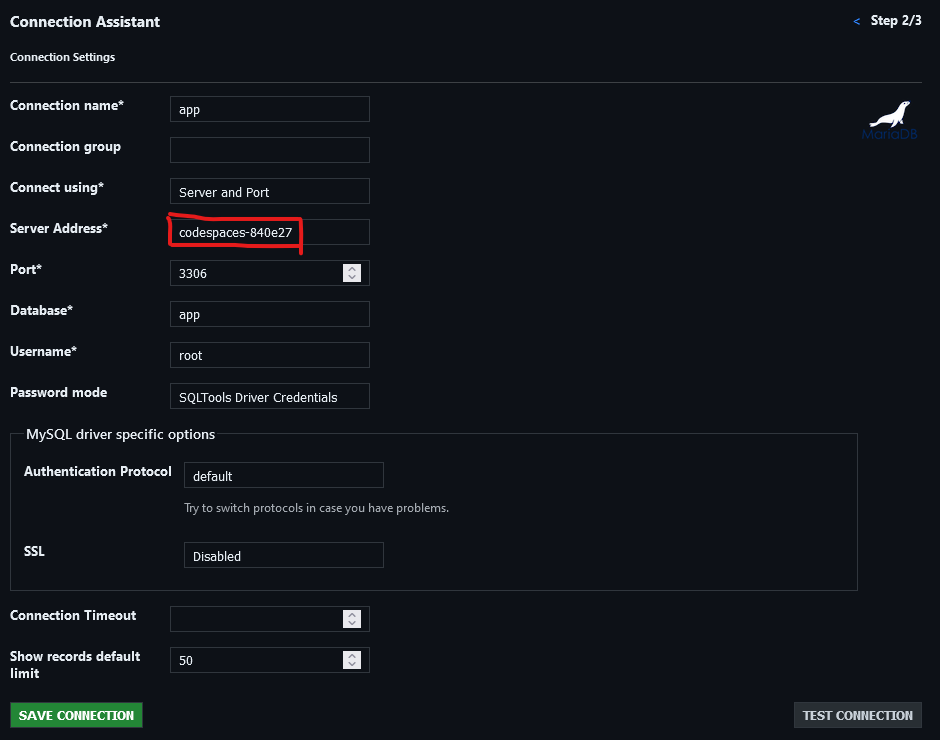 Connection Assistant
< Step 2/3
Connection Settings
Connection name* app
MariaDB
Connection group
Connect using* Server and Port
Server Address* codespaces-840e27
Port* 3306
Database* app
Username* root
Password mode SQLTools Driver Credentials
MySQL driver specific options
Authentication Protocol default
Try to switch protocols in case you have problems.
SSL Disabled
Connection Timeout
Show records default
limit
50
SAVE CONNECTION
TEST CONNECTION